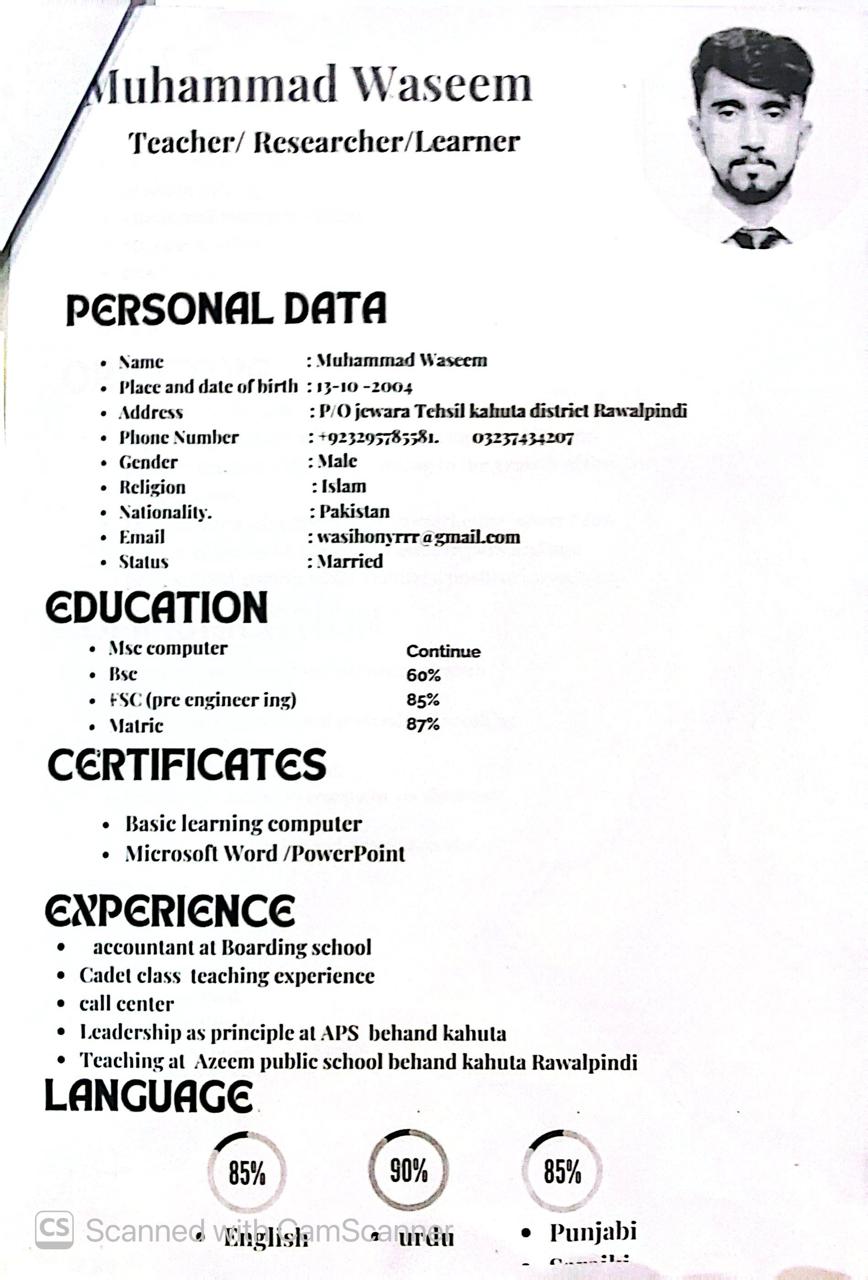 Muhammad Waseem
Teacher/ Researcher/Learner
PERSONAL DATA
• Name : Muhammad Waseem
• Place and date of birth : 13-10 -2004
• Address : P/O jewara Tehsil kahuta district Rawalpindi
• Phone Number : +923295785581. 03237434207
• Gender : Male
• Religion : Islam
• Nationality. : Pakistan
• Email : wasihonyrrr@gmail.com
• Status : Married
EDUCATION
• Msc computer Continue
• Bsc 60%
• FSC (pre engineer ing) 85%
• Matric 87%
CERTIFICATES
• Basic learning computer
• Microsoft Word /PowerPoint
EXPERIENCE
• accountant at Boarding school
• Cadet class teaching experience
• call center
• Leadership as principle at APS behand kahuta
• Teaching at Azeem public school behand kahuta Rawalpindi
LANGUAGE
85% 90% 85%
• English • urdu • Punjabi
CS Scanned with CamScanner